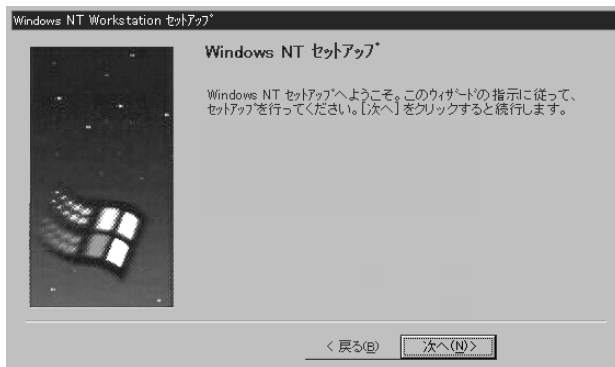 Windows NT Workstation ｾｯﾄｱｯﾌﾟ
Windows NT ｾｯﾄｱｯﾌﾟ
Windows NT ｾｯﾄｱｯﾌﾟへようこそ。このｳｨｻﾞｰﾄﾞの指示に従って、
ｾｯﾄｱｯﾌﾟを行ってください。[次へ] をクリックすると続行します。
< 戻る(B)
次へ(N) >